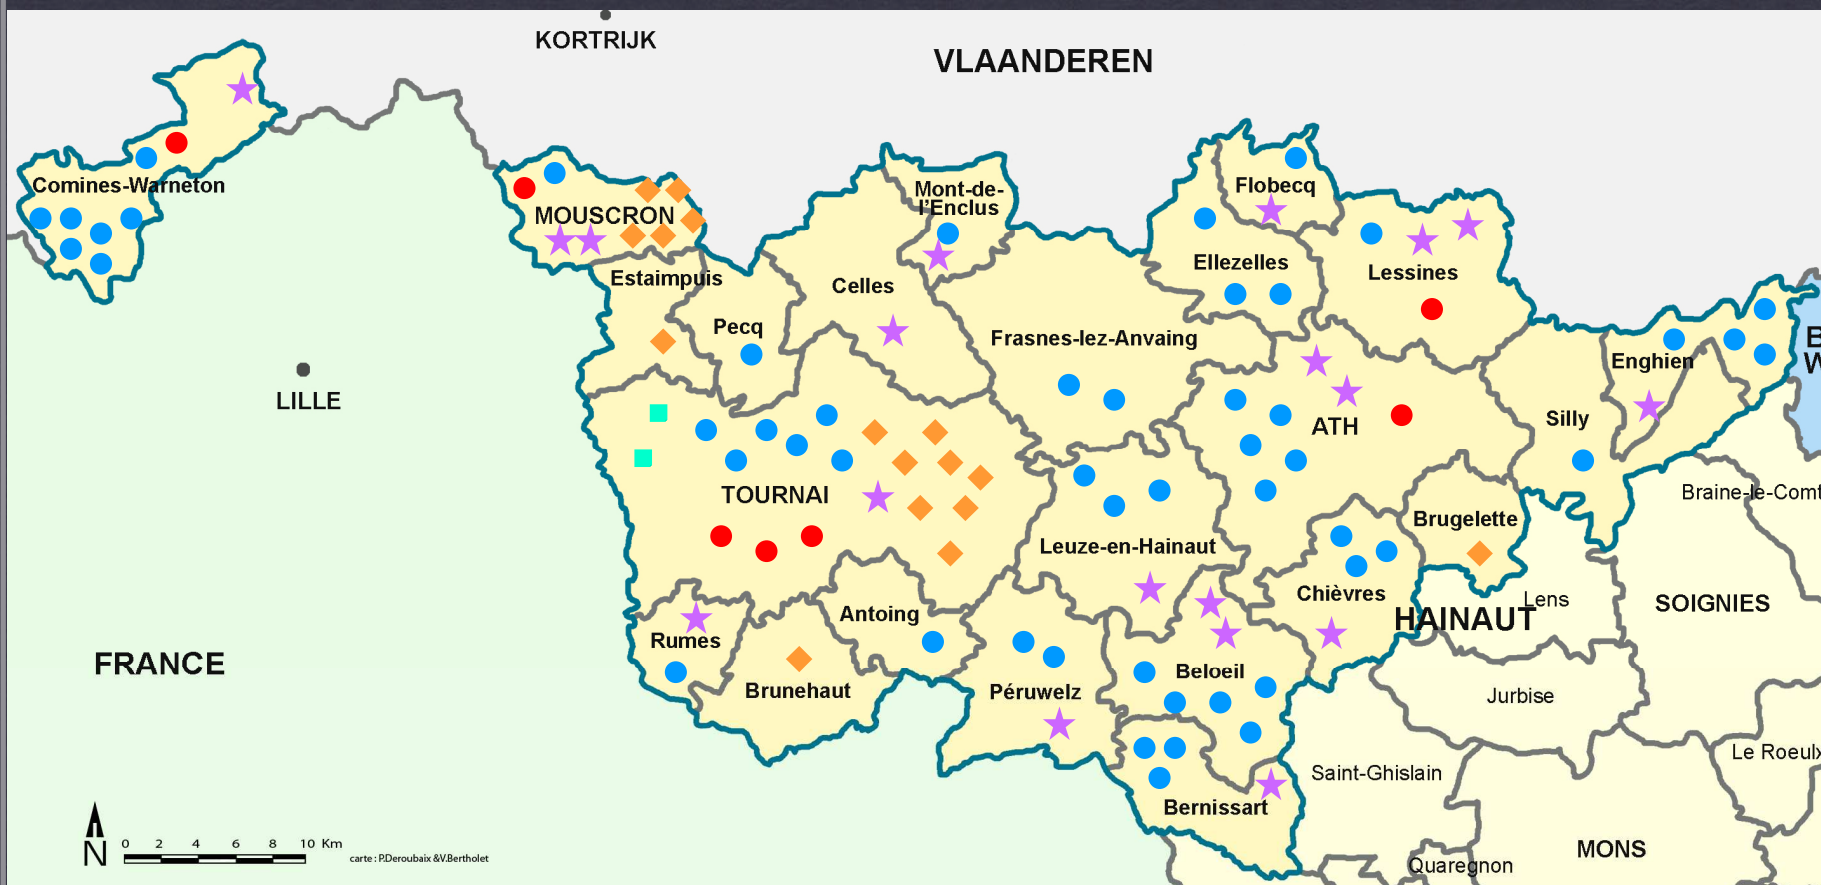 KORTRIJK
VLAANDEREN
Comines-Warneton
MOUSCRON
Mont-de-
l'Enclus
Flobecq
Estaimpuis
Celles
Ellezelles
Lessines
Pecq
Frasnes-lez-Anvaing
Enghien
B
W
LILLE
ATH
Silly
TOURNAI
Braine-le-Comt
Brugelette
Leuze-en-Hainaut
Chièvres
Lens
SOIGNIES
HAINAUT
Antoing
Rumes
FRANCE
Beloeil
Brunehaut
Péruwelz
Jurbise
Le Roeulx
Saint-Ghislain
Bernissart
N
0 2 4 6 8 10 Km
carte : P.Deroubaix &V.Bertholet
MONS
Quaregnon